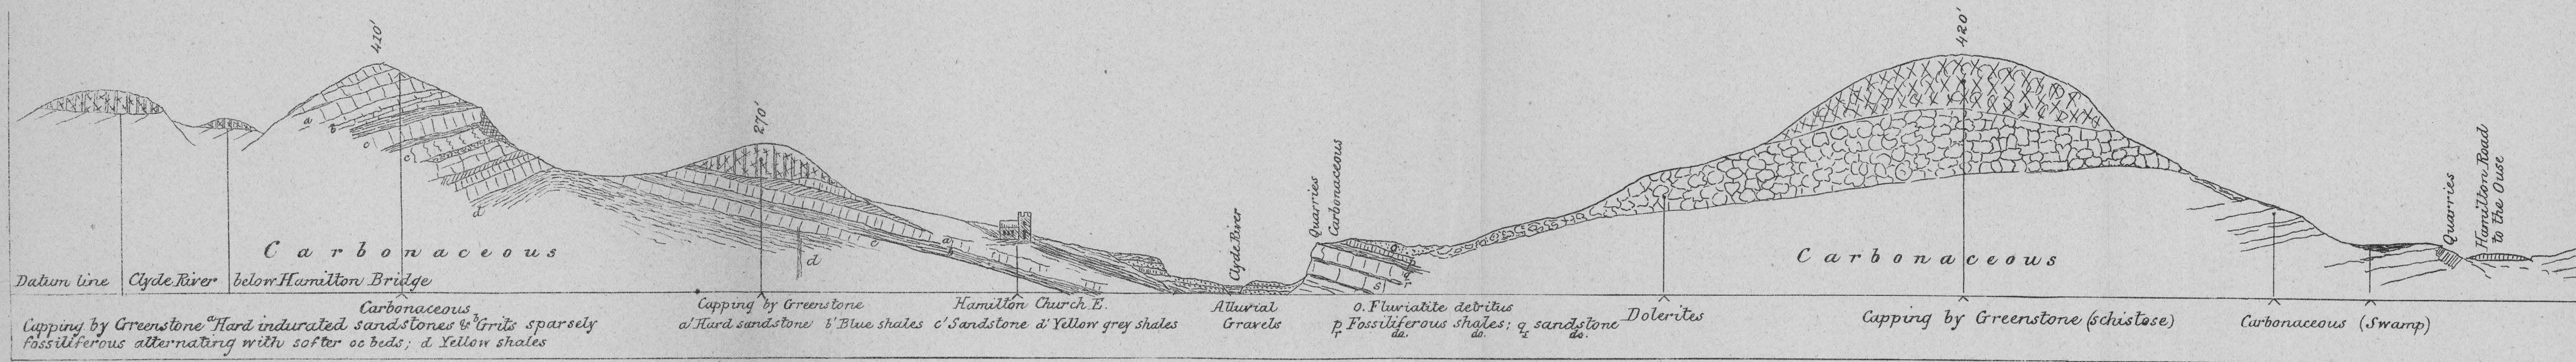 410'
420'
270'
a
b
c
c
d
a
b
c
d
Clyde River
Quarries
Carbonaceous
s
Quarries
Hamilton Road
to the Ouse
Carbonaceous
Carbonaceous
Datum line
Clyde River
below Hamilton Bridge
Carbonaceous
Capping by Greenstone a Hard indurated sandstones & b Grits sparsely
fossiliferous alternating with softer cc beds; d Yellow shales
Capping by Greenstone
a' Hard sandstone b' Blue shales c' Sandstone d' Yellow grey shales
Hamilton Church E.
Alluvial
Gravels
o. Fluviatile detritus
p Fossiliferous shales; q sandstone
r do. do. s do.
Dolerites
Capping by Greenstone (schistose)
Carbonaceous (Swamp)